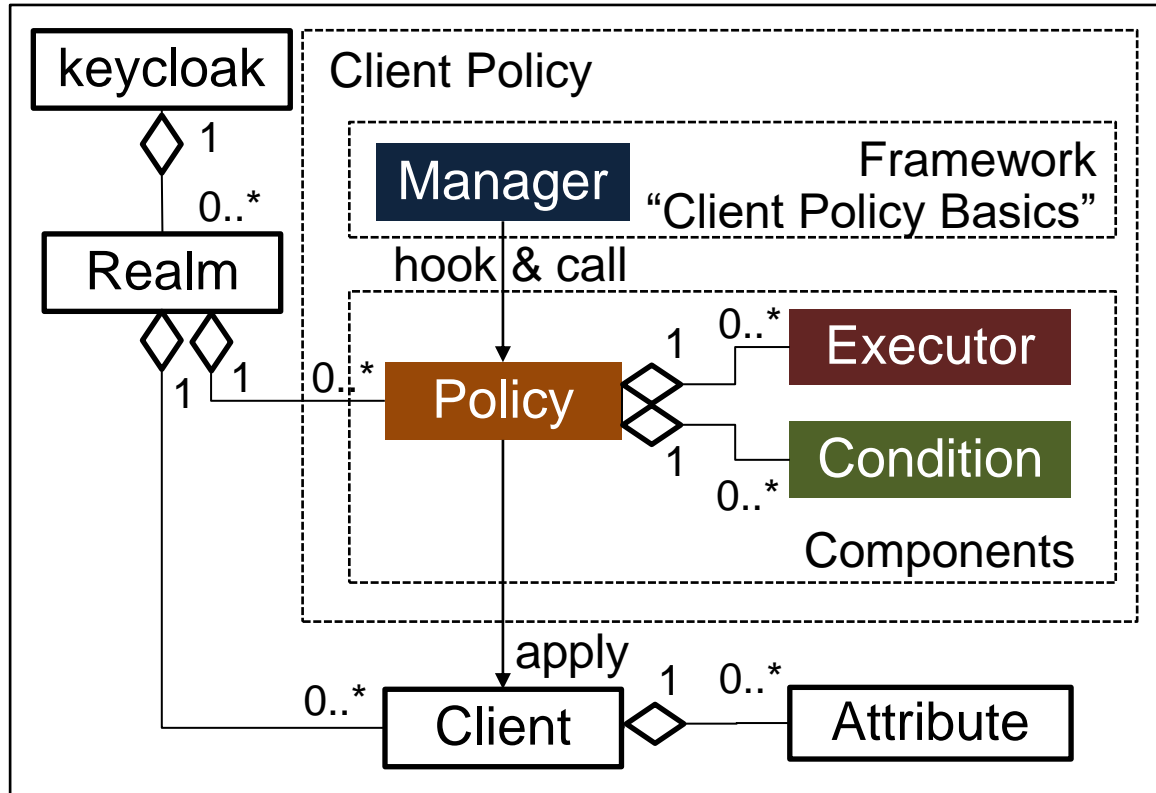 keycloak
1
0..*
Realm
1
1
0..*
0..*
Client Policy
Manager
Framework
“Client Policy Basics”
hook & call
Policy
1
0..*
Executor
1
0..*
Condition
Components
apply
Client
1
0..*
Attribute